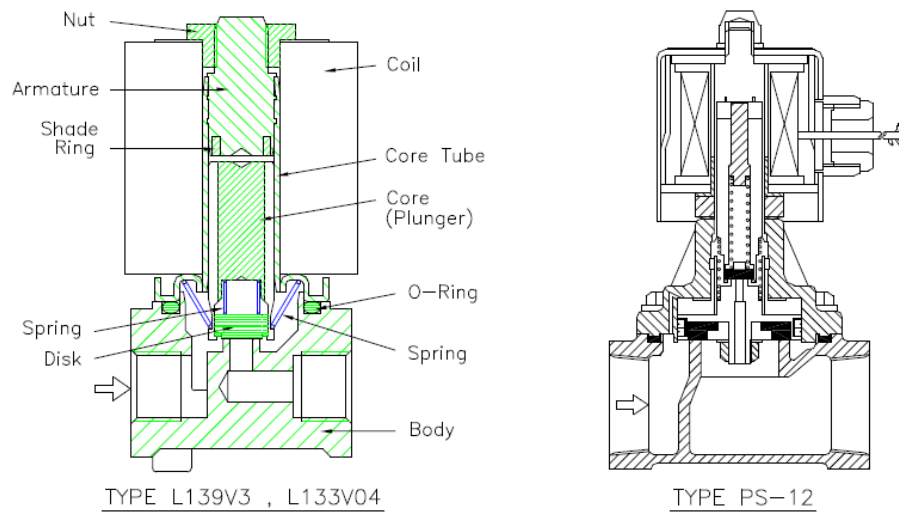 Nut
Coil
Armature
Shade
Ring
Core Tube
Core
(Plunger)
O-Ring
Spring
Disk
Spring
Body
TYPE L139V3 , L133V04
TYPE PS-12